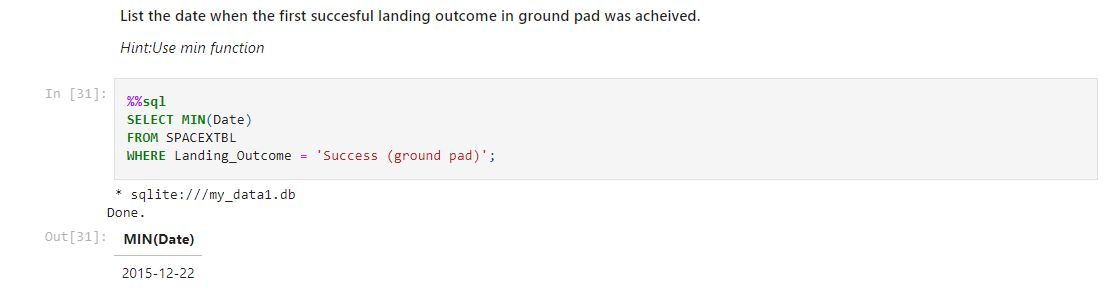 List the date when the first succesful landing outcome in ground pad was acheived.
Hint:Use min function
In [31]:
%%sql
SELECT MIN(Date)
FROM SPACEXTBL
WHERE Landing_Outcome = 'Success (ground pad)';
* sqlite:///my_data1.db
Done.
Out[31]:
MIN(Date)
2015-12-22